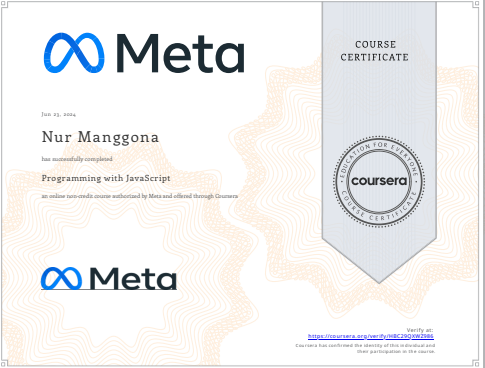 Meta
COURSE
CERTIFICATE
Jun 23, 2024
Nur Manggona
has successfully completed
Programming with JavaScript
an online non-credit course authorized by Meta and offered through Coursera
EDUCATION FOR EVERYONE
coursera
COURSE CERTIFICATE
Meta
Verify at:
https://coursera.org/verify/HBC29QXWZ986
Coursera has confirmed the identity of this individual and
their participation in the course.